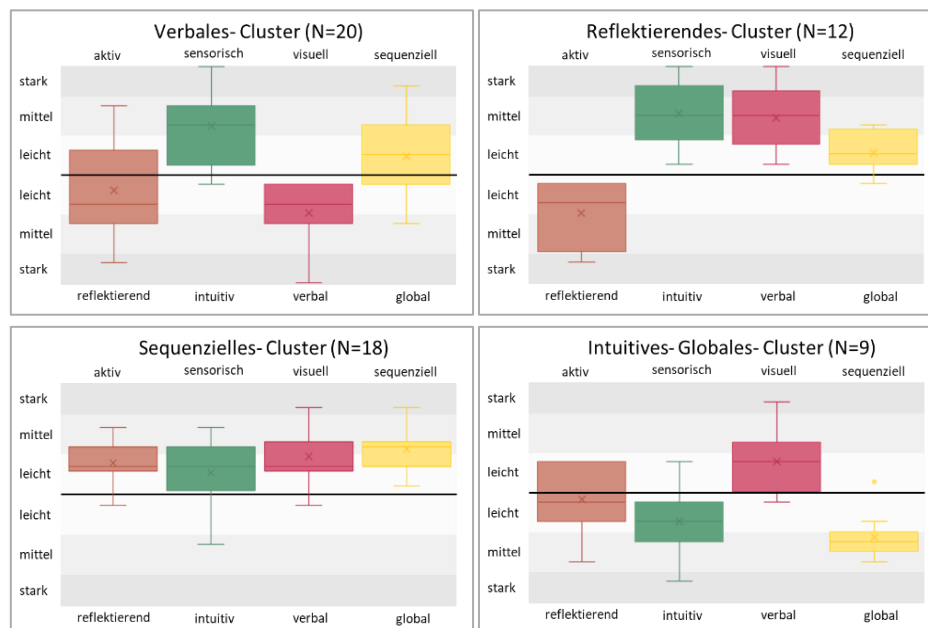 Verbales- Cluster (N=20)
aktiv sensorisch visuell sequenziell
stark
mittel
leicht
leicht
mittel
stark
reflektierend intuitiv verbal global
Reflektierendes- Cluster (N=12)
aktiv sensorisch visuell sequenziell
stark
mittel
leicht
leicht
mittel
stark
reflektierend intuitiv verbal global
Sequenzielles- Cluster (N=18)
aktiv sensorisch visuell sequenziell
stark
mittel
leicht
leicht
mittel
stark
reflektierend intuitiv verbal global
Intuitives- Globales- Cluster (N=9)
aktiv sensorisch visuell sequenziell
stark
mittel
leicht
leicht
mittel
stark
reflektierend intuitiv verbal global